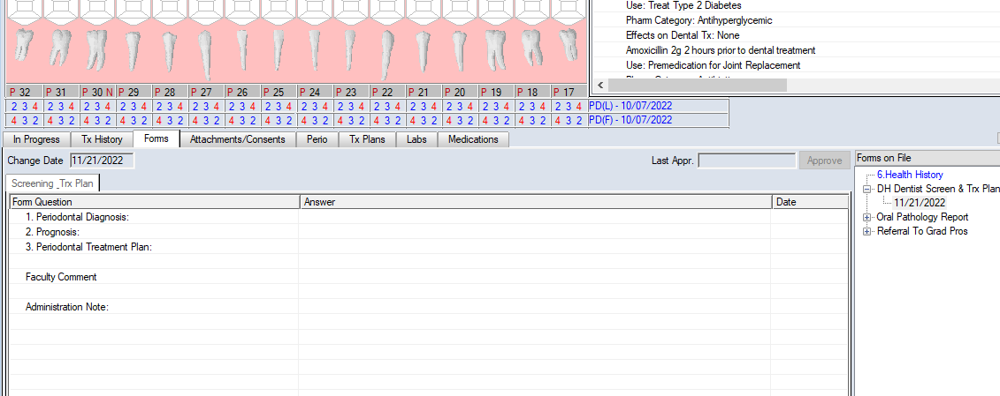 Use: Treat Type 2 Diabetes
Pharm Category: Antihyperglycemic
Effects on Dental Tx: None
Amoxicillin 2g 2 hours prior to dental treatment
Use: Premedication for Joint Replacement
P 32 P 31 P 30 N P 29 P 28 P 27 P 26 P 25 P 24 P 23 P 22 P 21 P 20 P 19 P 18 P 17
2 3 4 2 3 4 2 3 4 2 3 4 2 3 4 2 3 4 2 3 4 2 3 4 2 3 4 2 3 4 2 3 4 2 3 4 2 3 4 2 3 4 2 3 4 2 3 4 PD(L) - 10/07/2022
4 3 2 4 3 2 4 3 2 4 3 2 4 3 2 4 3 2 4 3 2 4 3 2 4 3 2 4 3 2 4 3 2 4 3 2 4 3 2 4 3 2 4 3 2 4 3 2 PD(F) - 10/07/2022
In Progress Tx History Forms Attachments/Consents Perio Tx Plans Labs Medications
Change Date 11/21/2022 Last Appr. Approve
Screening _Trx Plan
Form Question Answer Date
1. Periodontal Diagnosis:
2. Prognosis:
3. Periodontal Treatment Plan:
Faculty Comment
Administration Note:
Forms on File
6.Health History
DH Dentist Screen & Trx Plan
11/21/2022
Oral Pathology Report
Referral To Grad Pros